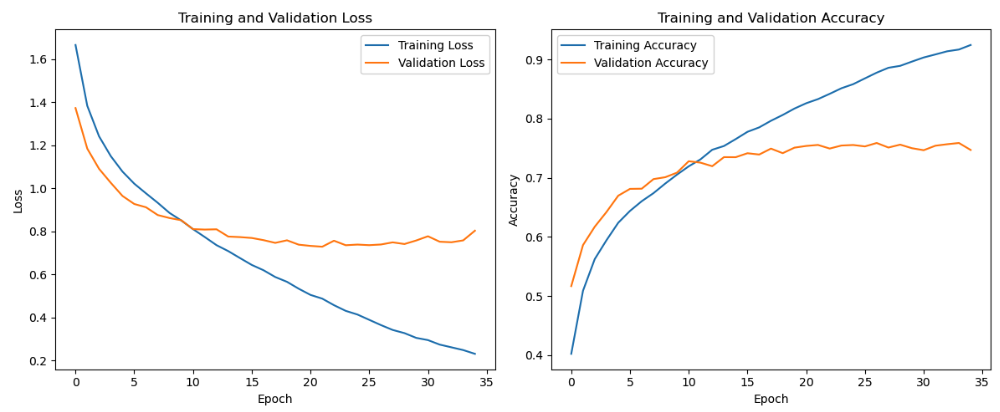 Training and Validation Loss
Training Loss
Validation Loss
1.6
1.4
1.2
1.0
0.8
0.6
0.4
0.2
Loss
0 5 10 15 20 25 30 35
Epoch
Training and Validation Accuracy
Training Accuracy
Validation Accuracy
0.9
0.8
0.7
0.6
0.5
0.4
Accuracy
0 5 10 15 20 25 30 35
Epoch